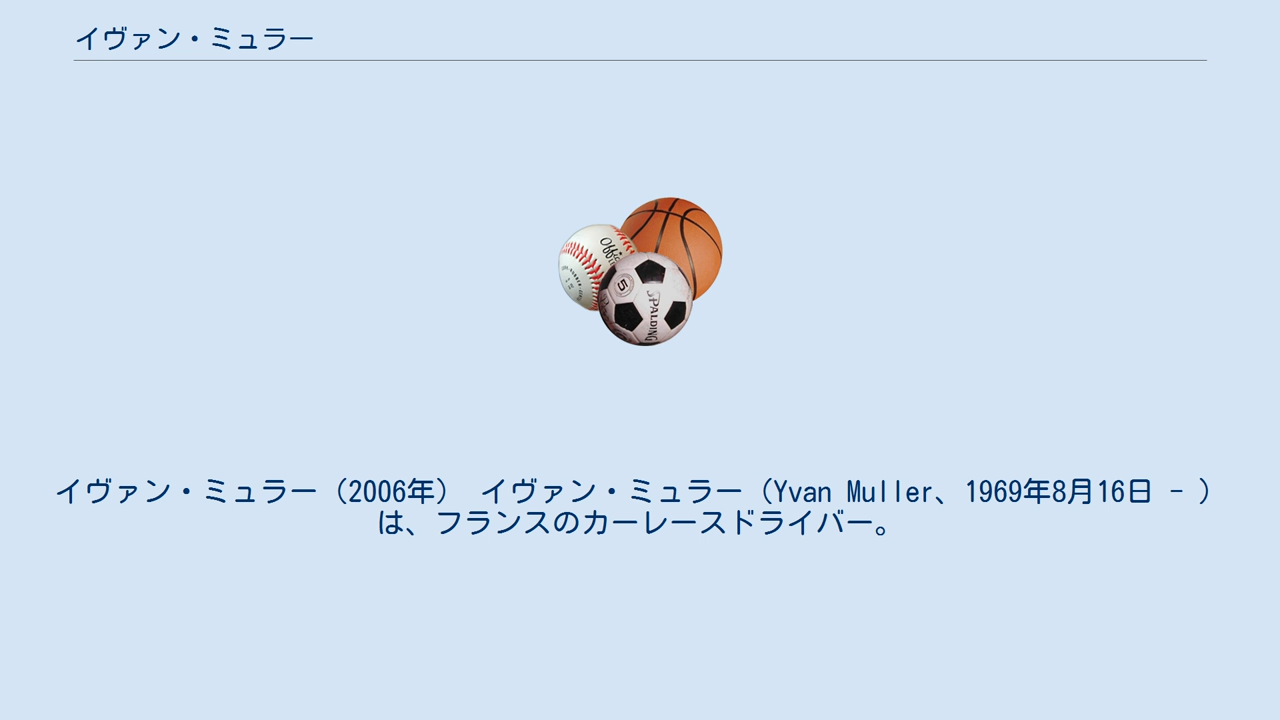 イヴァン・ミュラー
Offic
5
SPALDING
イヴァン・ミュラー（2006年） イヴァン・ミュラー（Yvan Muller、1969年8月16日 - ）
は、フランスのカーレースドライバー。